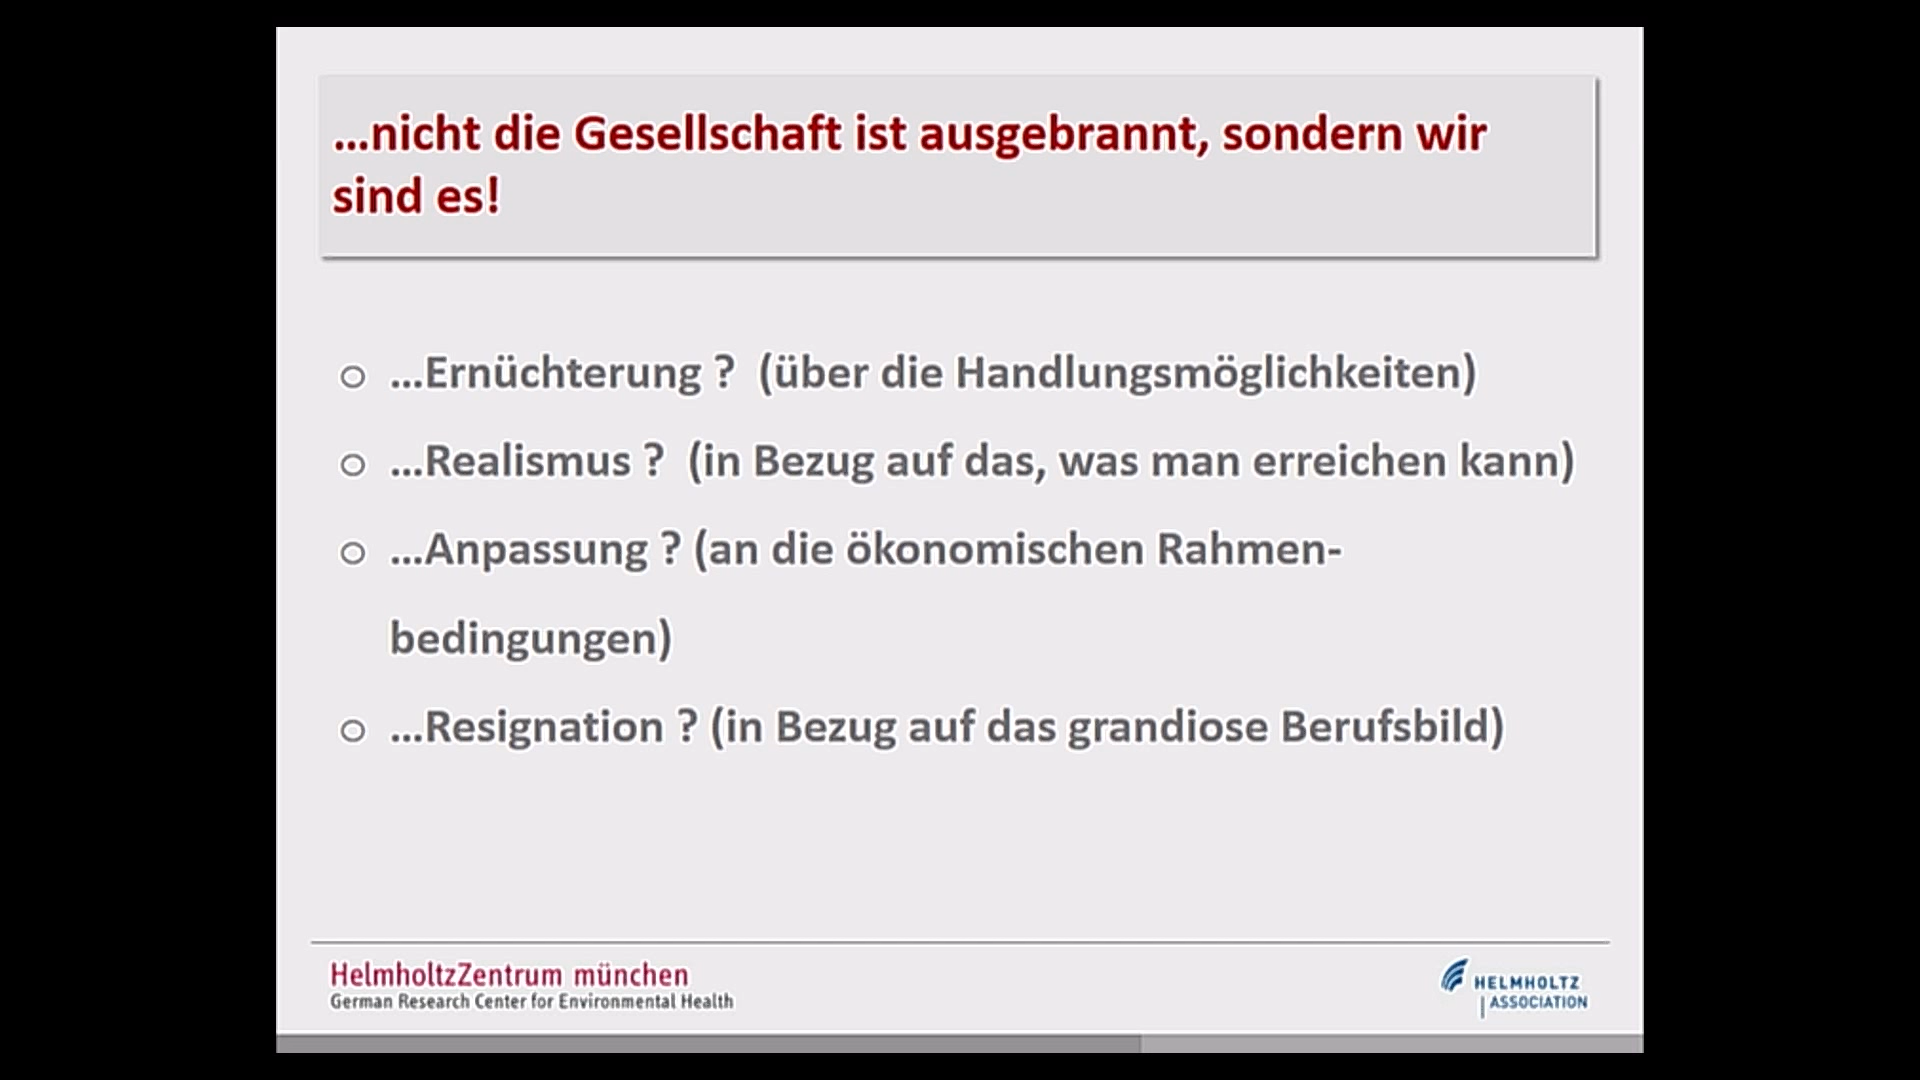 ...nicht die Gesellschaft ist ausgebrannt, sondern wir
sind es!
...Ernüchterung ? (über die Handlungsmöglichkeiten)
...Realismus ? (in Bezug auf das, was man erreichen kann)
...Anpassung ? (an die ökonomischen Rahmen-
bedingungen)
...Resignation ? (in Bezug auf das grandiose Berufsbild)
HelmholtzZentrum münchen
German Research Center for Environmental Health
HELMHOLTZ
ASSOCIATION